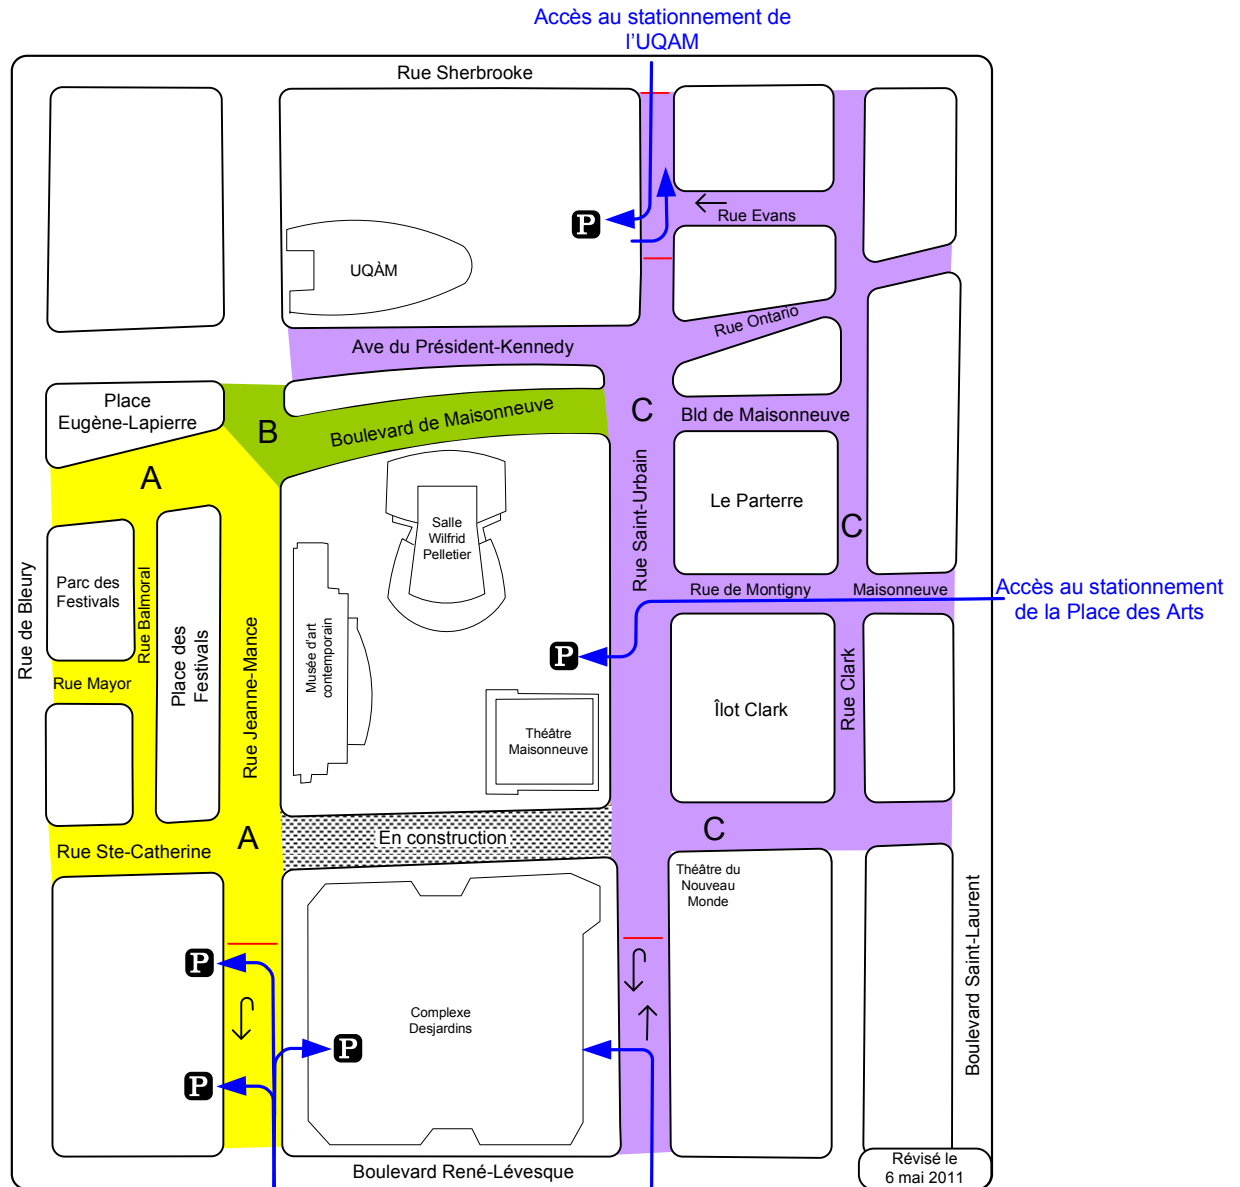 Accès au stationnement de
l'UQAM
Rue Sherbrooke
P
Rue Evans
UQÀM
Rue Ontario
Ave du Président-Kennedy
Place
Eugène-Lapierre
B
Boulevard de Maisonneuve
C
Bld de Maisonneuve
A
Salle
Wilfrid
Pelletier
Le Parterre
C
Rue Saint-Urbain
Rue de Bleury
Parc des
Festivals
Rue Balmoral
Rue de Montigny
Maisonneuve
Accès au stationnement
de la Place des Arts
Place des
Festivals
Rue Jeanne-Mance
Musée d'art
contemporain
P
Rue Mayor
Rue Clark
Îlot Clark
Théâtre
Maisonneuve
A
En construction
C
Rue Ste-Catherine
Théâtre du
Nouveau
Monde
Boulevard Saint-Laurent
P
Complexe
Desjardins
P
P
Boulevard René-Lévesque
Révisé le
6 mai 2011